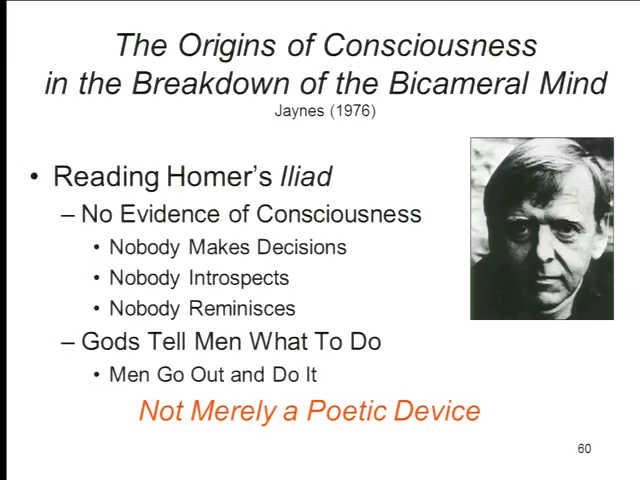 The Origins of Consciousness
in the Breakdown of the Bicameral Mind
Jaynes (1976)
• Reading Homer's Iliad
– No Evidence of Consciousness
• Nobody Makes Decisions
• Nobody Introspects
• Nobody Reminisces
– Gods Tell Men What To Do
• Men Go Out and Do It
Not Merely a Poetic Device
60